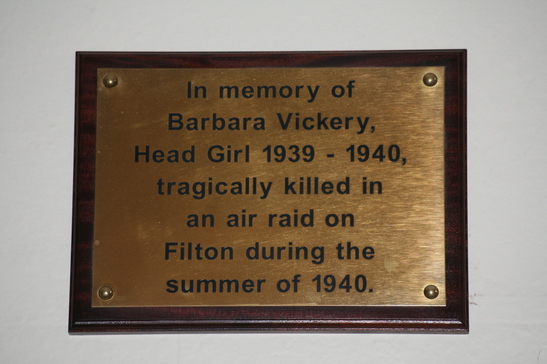 In memory of
Barbara Vickery,
Head Girl 1939 - 1940,
tragically killed in
an air raid on
Filton during the
summer of 1940.